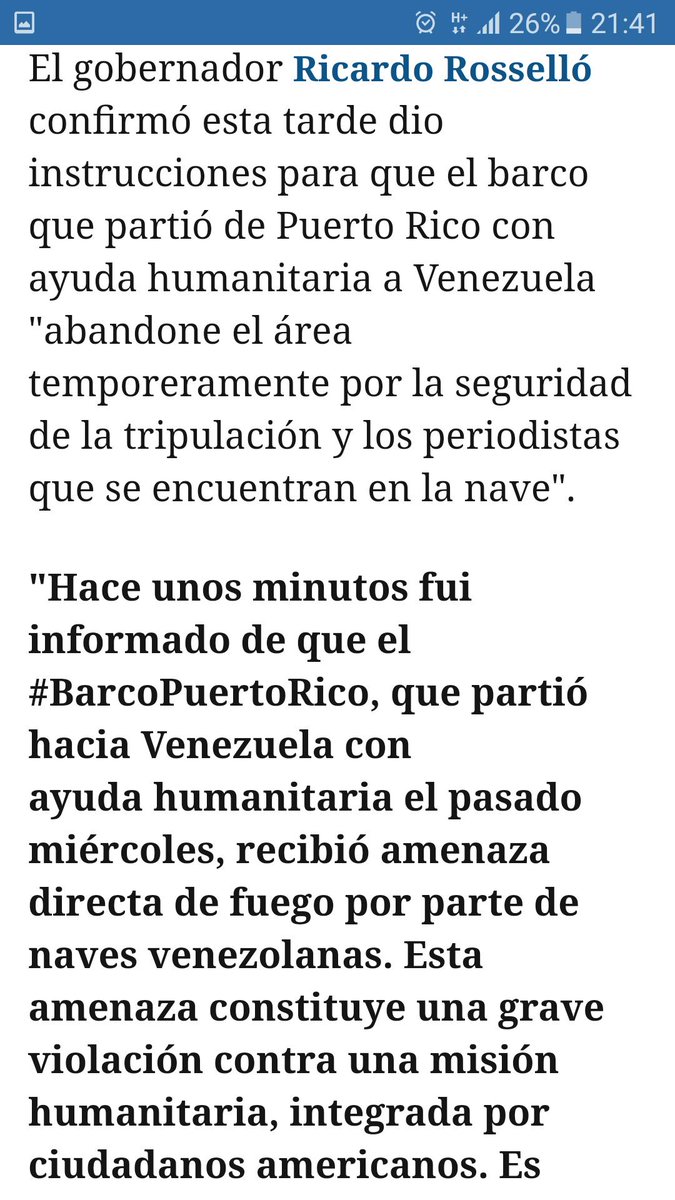 H+ 26% 21:41
El gobernador Ricardo Rosselló
confirmó esta tarde dio
instrucciones para que el barco
que partió de Puerto Rico con
ayuda humanitaria a Venezuela
"abandone el área
temporeramente por la seguridad
de la tripulación y los periodistas
que se encuentran en la nave".
"Hace unos minutos fui
informado de que el
#BarcoPuertoRico, que partió
hacia Venezuela con
ayuda humanitaria el pasado
miércoles, recibió amenaza
directa de fuego por parte de
naves venezolanas. Esta
amenaza constituye una grave
violación contra una misión
humanitaria, integrada por
ciudadanos americanos. Es